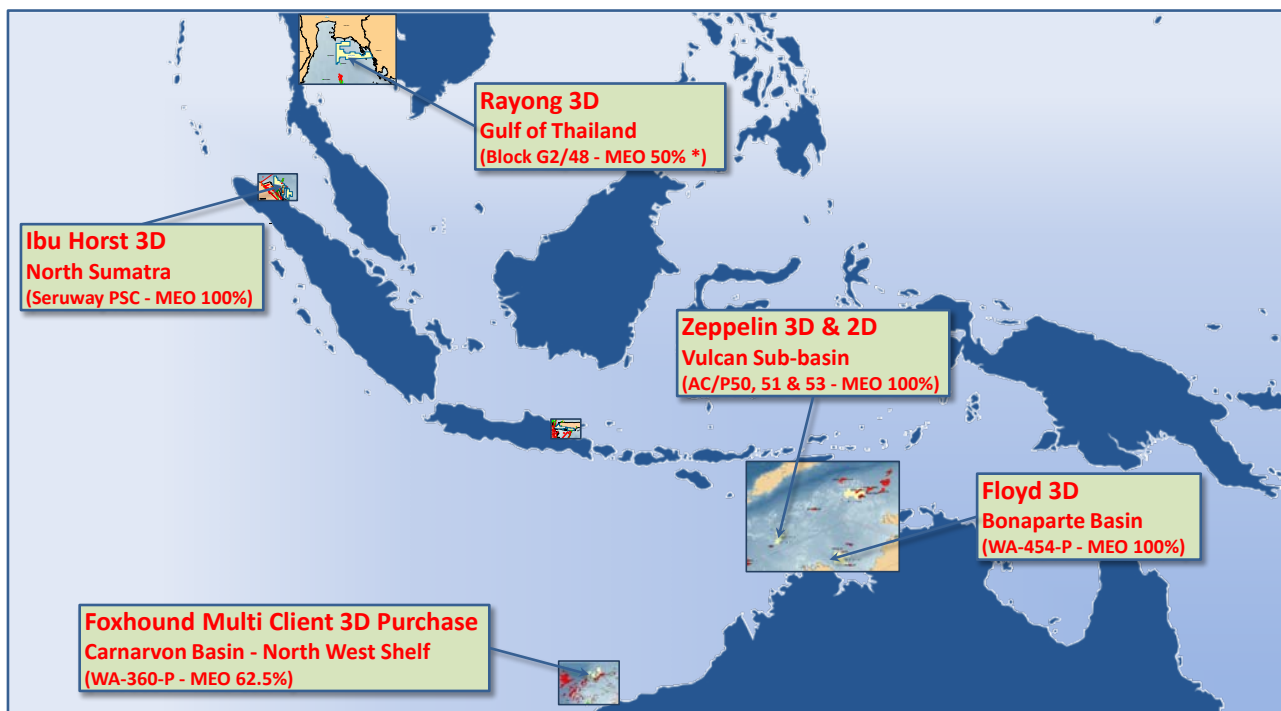 Rayong 3D
Gulf of Thailand
(Block G2/48 - MEO 50% *)
Ibu Horst 3D
North Sumatra
(Seruway PSC - MEO 100%)
Zeppelin 3D & 2D
Vulcan Sub-basin
(AC/P50, 51 & 53 - MEO 100%)
Floyd 3D
Bonaparte Basin
(WA-454-P - MEO 100%)
Foxhound Multi Client 3D Purchase
Carnarvon Basin - North West Shelf
(WA-360-P - MEO 62.5%)